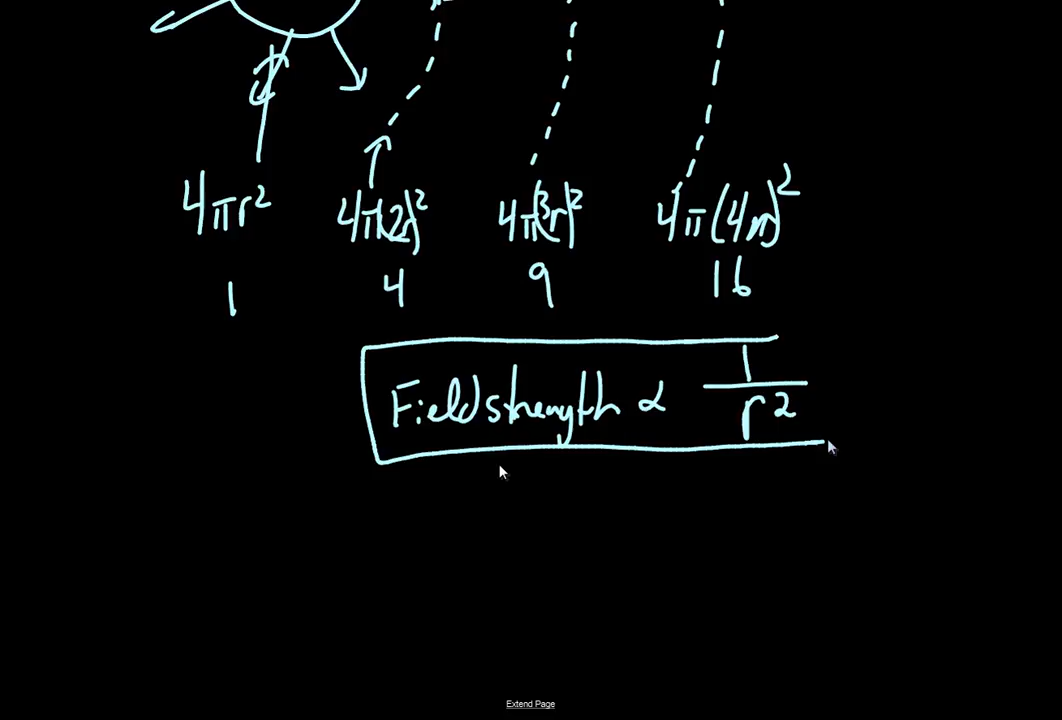 4πr² 4π(2r)² 4π(3r)² 4π(4r)²
1 4 9 16
Field strength ∝ 1/r²
Extend Page